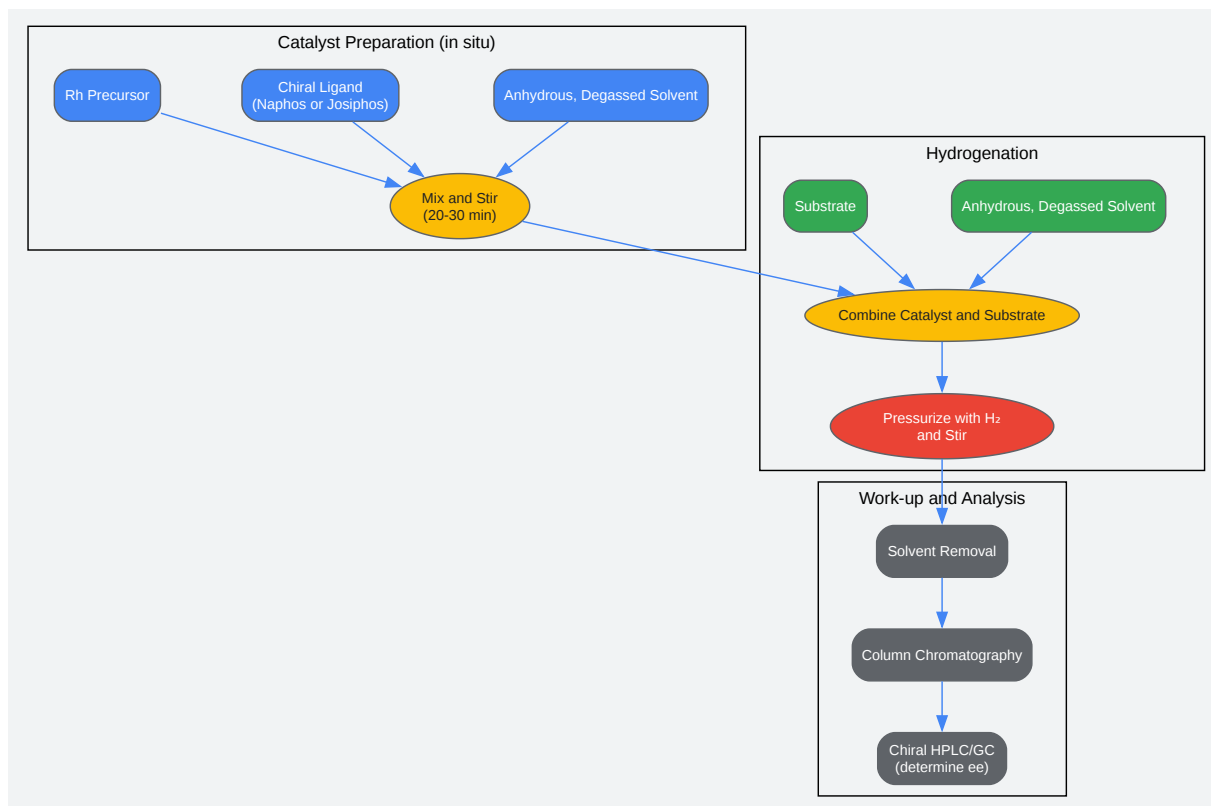 Catalyst Preparation (in situ)
Rh Precursor
Chiral Ligand
(Naphos or Josiphos)
Anhydrous, Degassed Solvent
Mix and Stir
(20-30 min)
Hydrogenation
Substrate
Anhydrous, Degassed Solvent
Combine Catalyst and Substrate
Pressurize with H₂
and Stir
Work-up and Analysis
Solvent Removal
Column Chromatography
Chiral HPLC/GC
(determine ee)